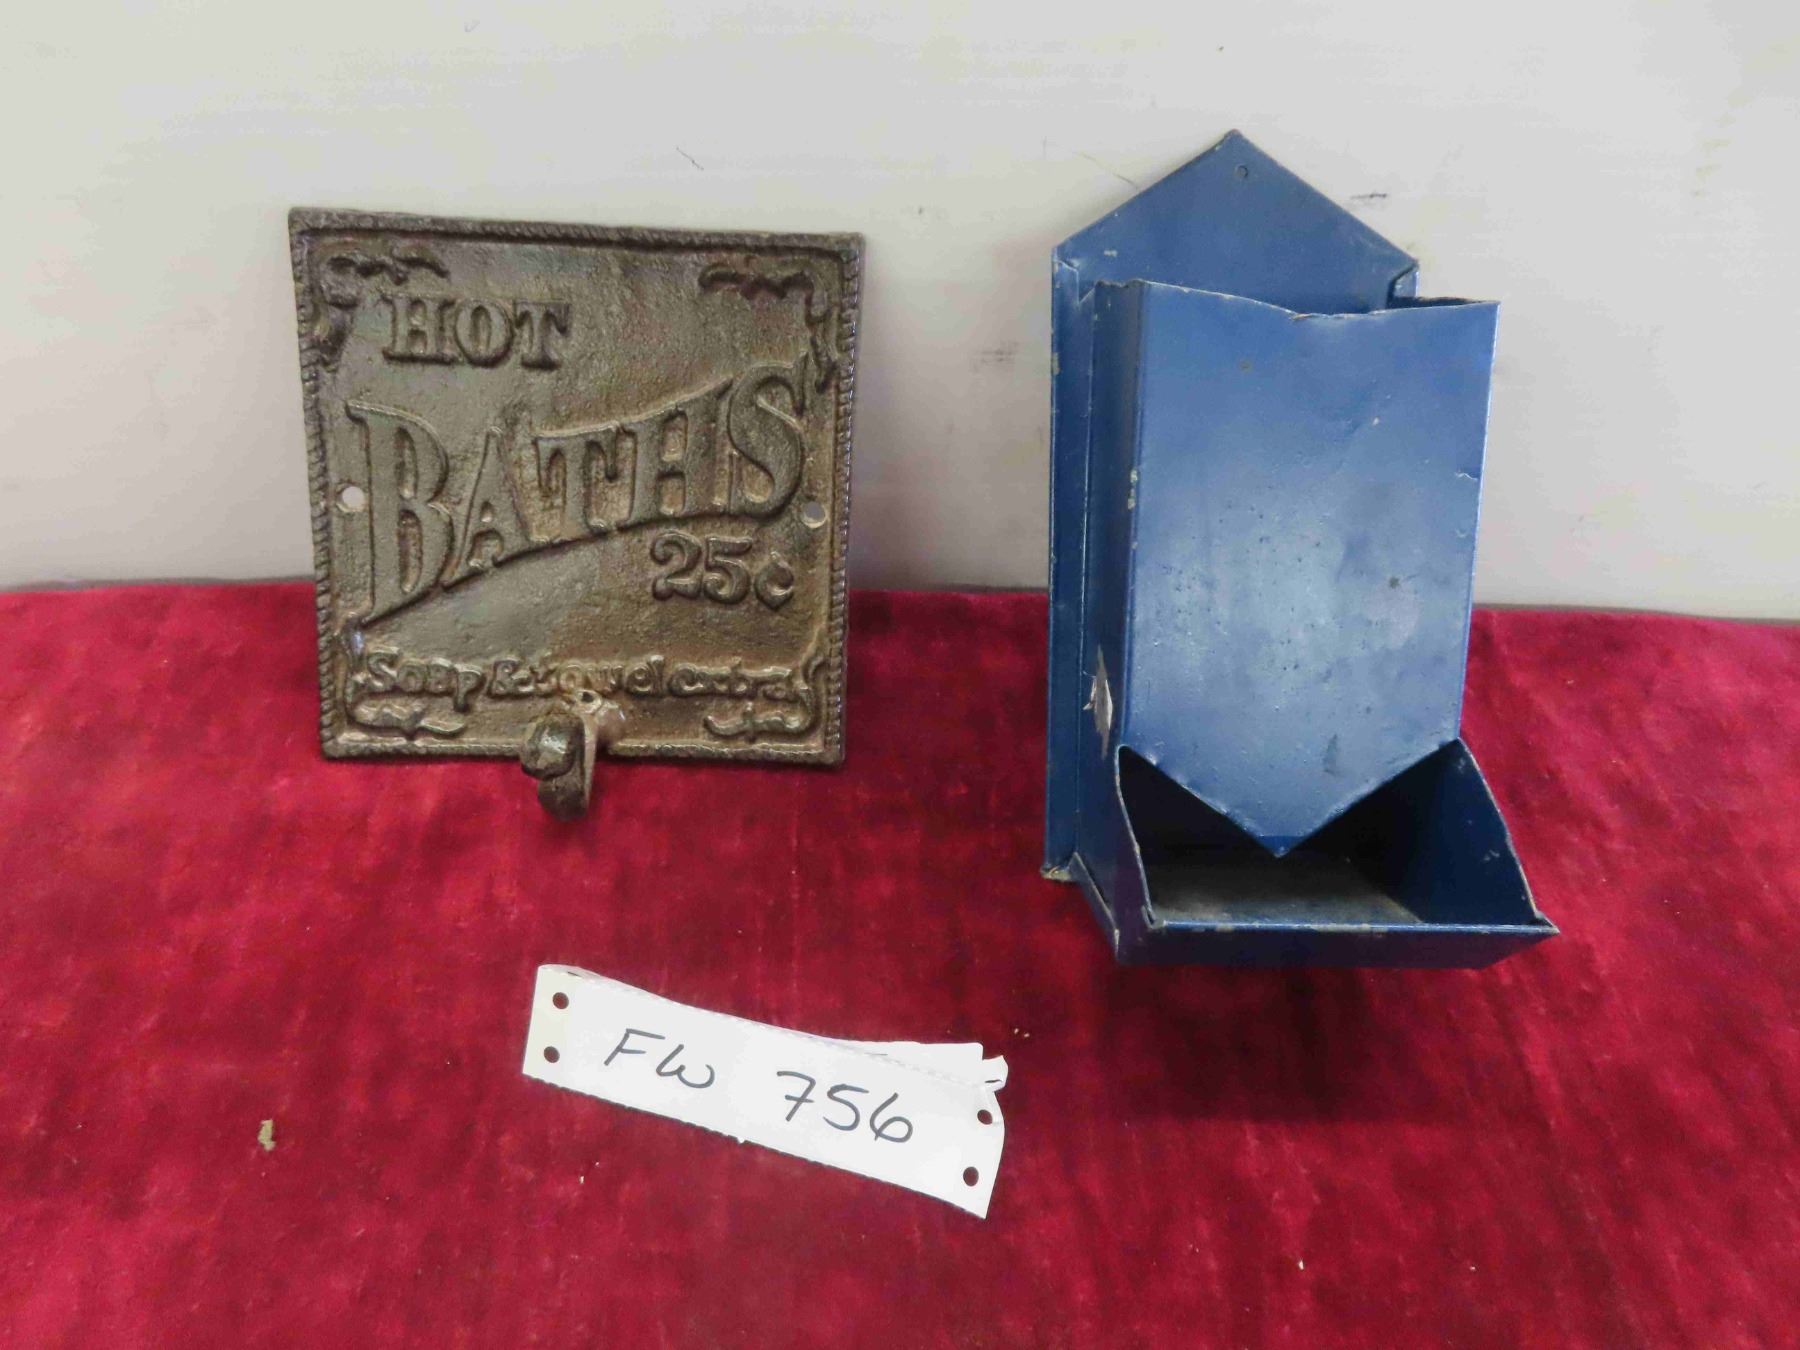 HOT
BATHS
25¢
Soap & towel extra
FW 756